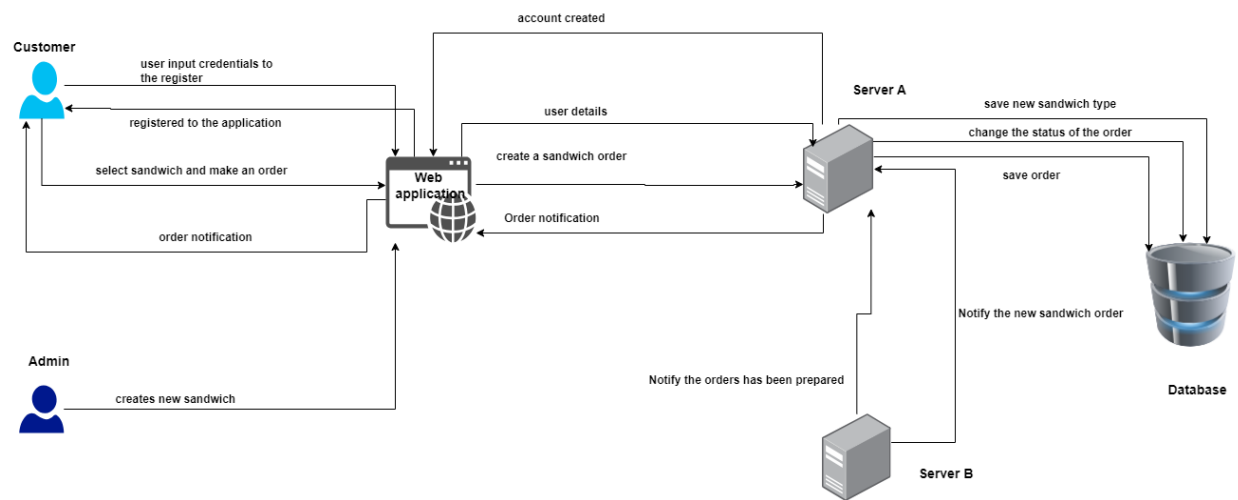 account created
Customer
user input credentials to
the register
Server A
save new sandwich type
user details
registered to the application
change the status of the order
create a sandwich order
select sandwich and make an order
Web
application
save order
Order notification
order notification
Notify the new sandwich order
Admin
Notify the orders has been prepared
Database
creates new sandwich
Server B